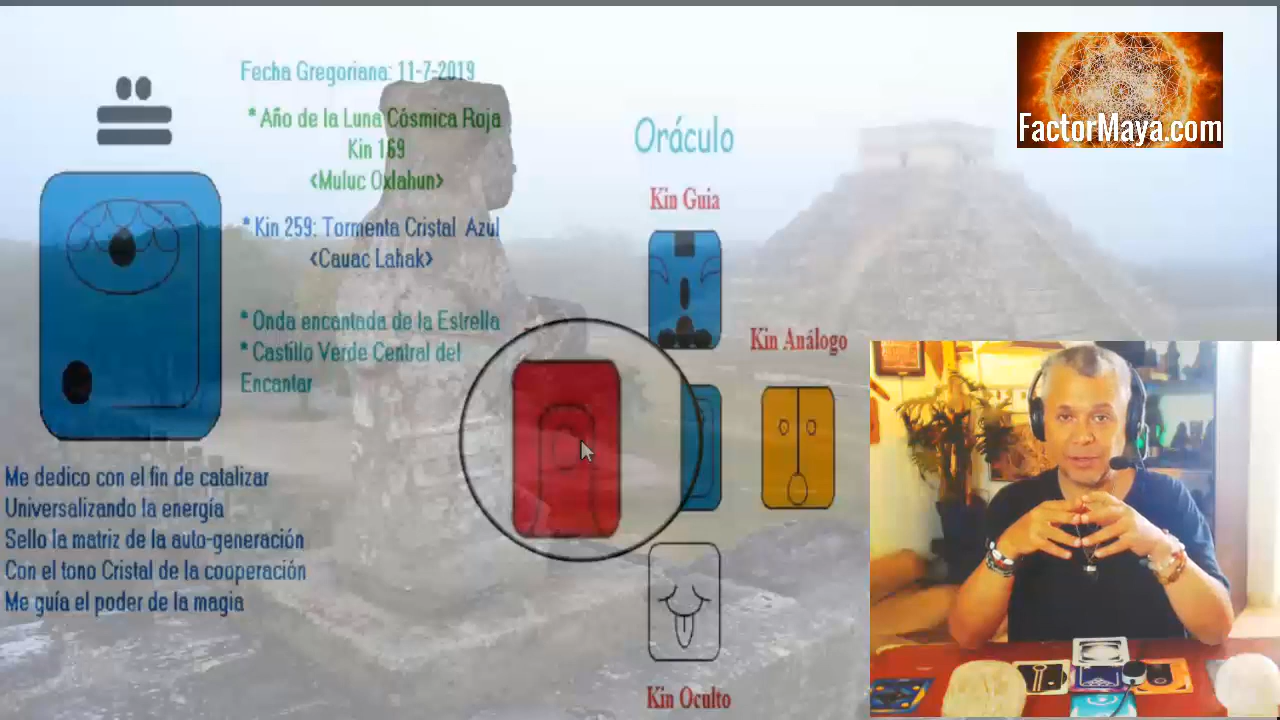 Fecha Gregoriana: 11-7-2019
* Año de la Luna Cósmica Roja
Kin 169
<Muluc Oxlahun>
* Kin 259: Tormenta Cristal Azul
<Cauac Lahak>
* Onda encantada de la Estrella
* Castillo Verde Central del
Encantar
Me dedico con el fin de catalizar
Universalizando la energía
Sello la matriz de la auto-generación
Con el tono Cristal de la cooperación
Me guía el poder de la magia
Oráculo
Kin Guia
Kin Análogo
Kin Oculto
FactorMaya.com